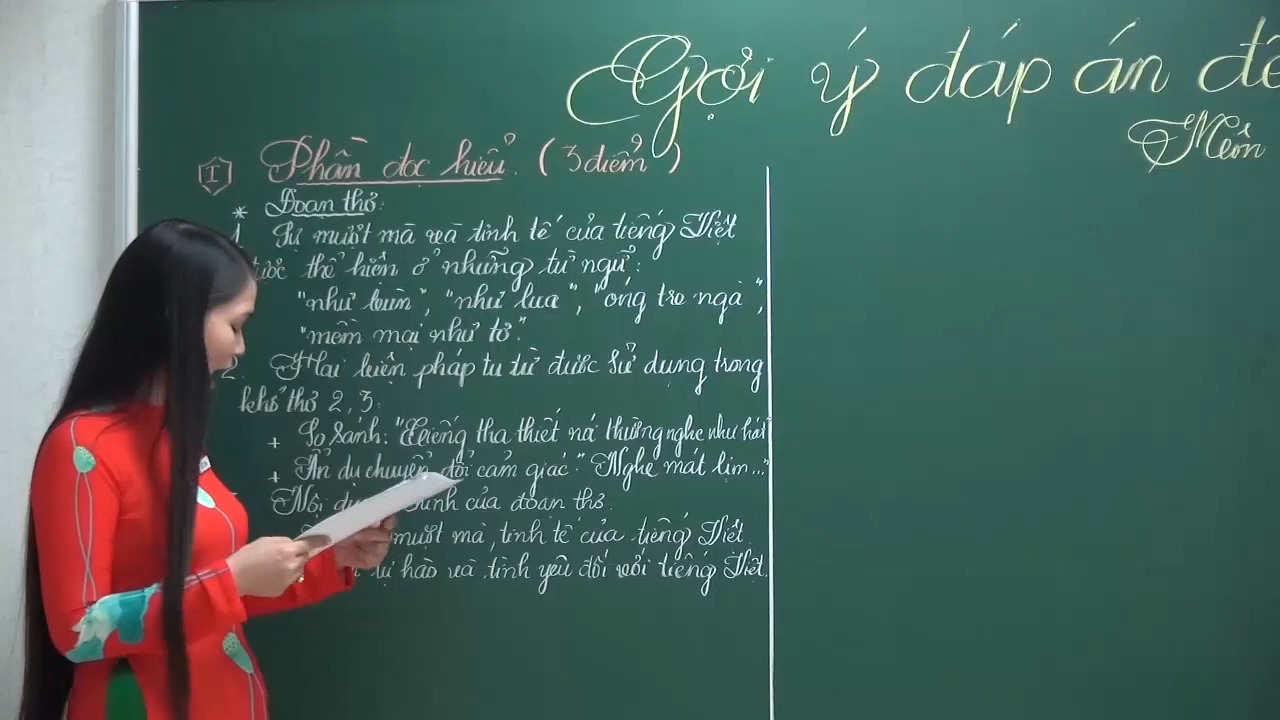 Gợi ý đáp án đề
Môn
I Phần đọc hiểu. (3 điểm)
* Đoạn thơ:
1. Sự mượt mà và tinh tế của tiếng Việt
được thể hiện ở những từ ngữ:
"như bùn", "như lụa", "óng tre ngà",
"mềm mại như tơ".
2. Hai biện pháp tu từ được sử dụng trong
khổ thơ 2, 3:
+ So sánh: "Tiếng tha thiết nói thường nghe như hát"
+ Ẩn dụ chuyển đổi cảm giác: "Nghe mát lịm..."
Nội chính của đoạn thơ.
mượt mà, tinh tế của tiếng Việt.
tự hào và tình yêu đối với tiếng Việt.